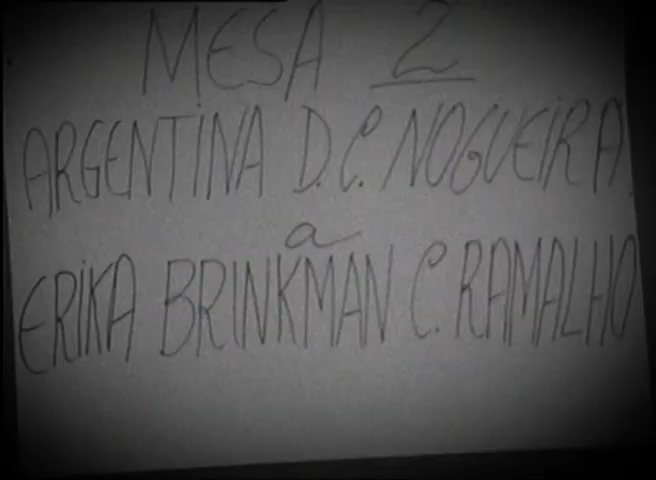 MESA 2
ARGENTINA D.C. NOGUEIRA
a
ERIKA BRINKMAN C. RAMALHO